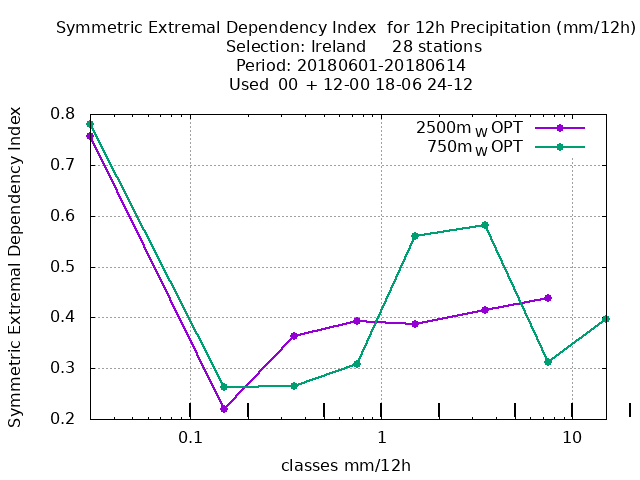 Symmetric Extremal Dependency Index  for 12h Precipitation (mm/12h)
Selection: Ireland     28 stations
Period: 20180601-20180614
Used  00  + 12-00 18-06 24-12
2500m W OPT
750m W OPT
Symmetric Extremal Dependency Index
0.8
0.7
0.6
0.5
0.4
0.3
0.2
0.1 1 10
classes mm/12h